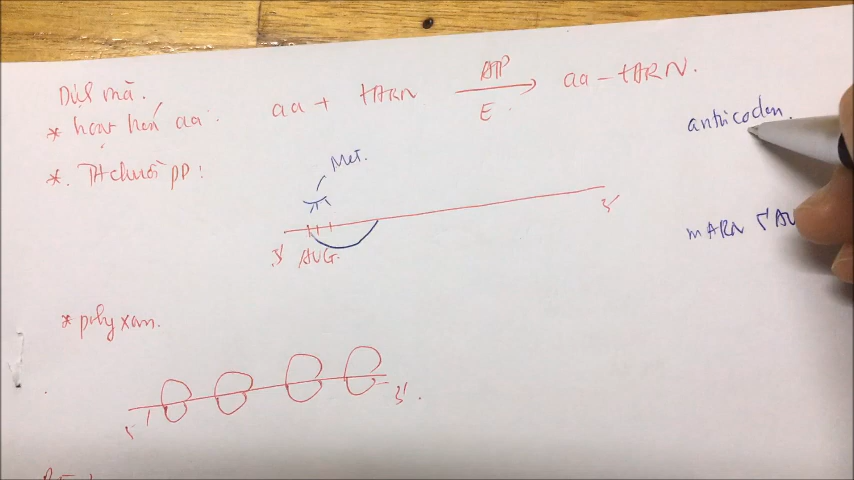 Dịch mã.
* hoạt hóa aa:
aa + tARN ATP E. aa - tARN.
anticodon.
*. TH chuỗi pp:
Met.
3'
mARN 5' AU
5' AUG.
* polyxom.
5' 3'.